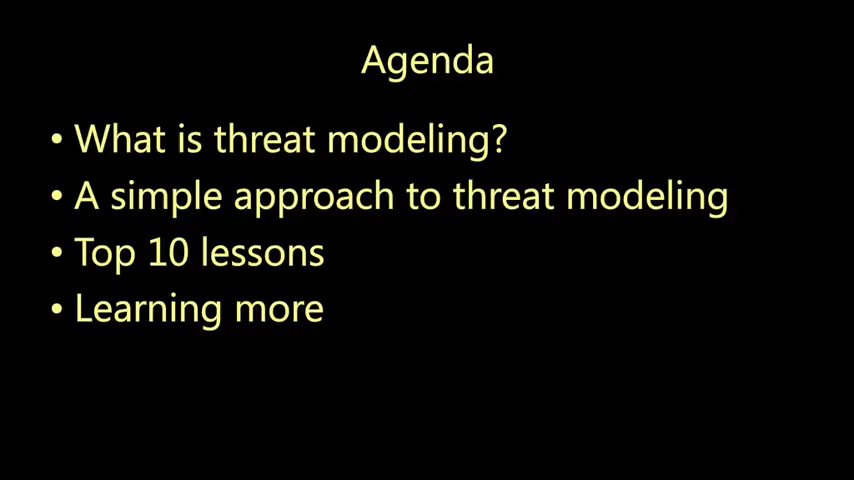 Agenda
• What is threat modeling?
• A simple approach to threat modeling
• Top 10 lessons
• Learning more